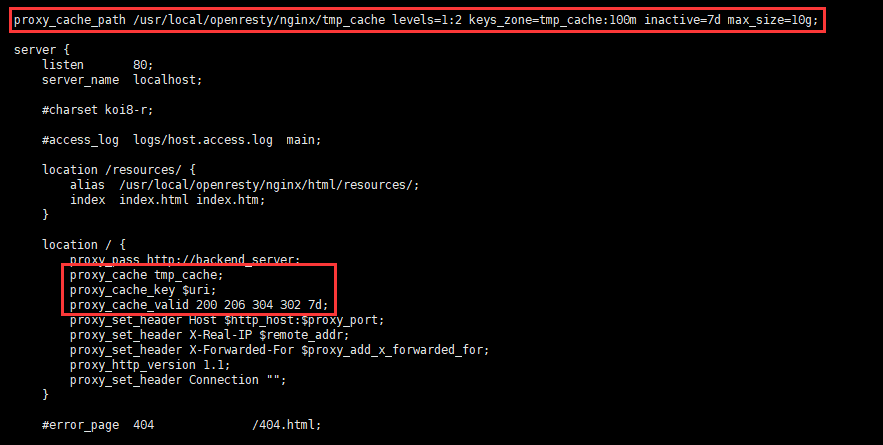 proxy_cache_path /usr/local/openresty/nginx/tmp_cache levels=1:2 keys_zone=tmp_cache:100m inactive=7d max_size=10g;
server {
    listen       80;
    server_name  localhost;
    #charset koi8-r;
    #access_log  logs/host.access.log  main;
    location /resources/ {
        alias  /usr/local/openresty/nginx/html/resources/;
        index  index.html index.htm;
    }
    location / {
        proxy_pass http://backend_server;
        proxy_cache tmp_cache;
        proxy_cache_key $uri;
        proxy_cache_valid 200 206 304 302 7d;
        proxy_set_header Host $http_host:$proxy_port;
        proxy_set_header X-Real-IP $remote_addr;
        proxy_set_header X-Forwarded-For $proxy_add_x_forwarded_for;
        proxy_http_version 1.1;
        proxy_set_header Connection "";
    }
    #error_page  404              /404.html;